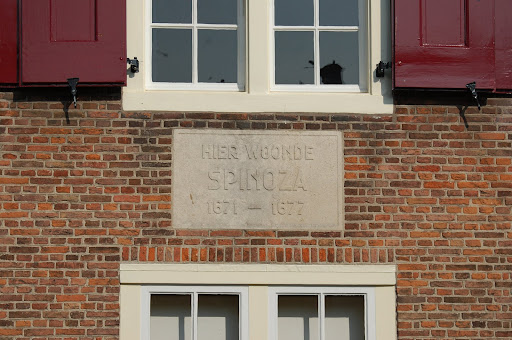 HIER WOONDE
SPINOZA
1671 — 1677